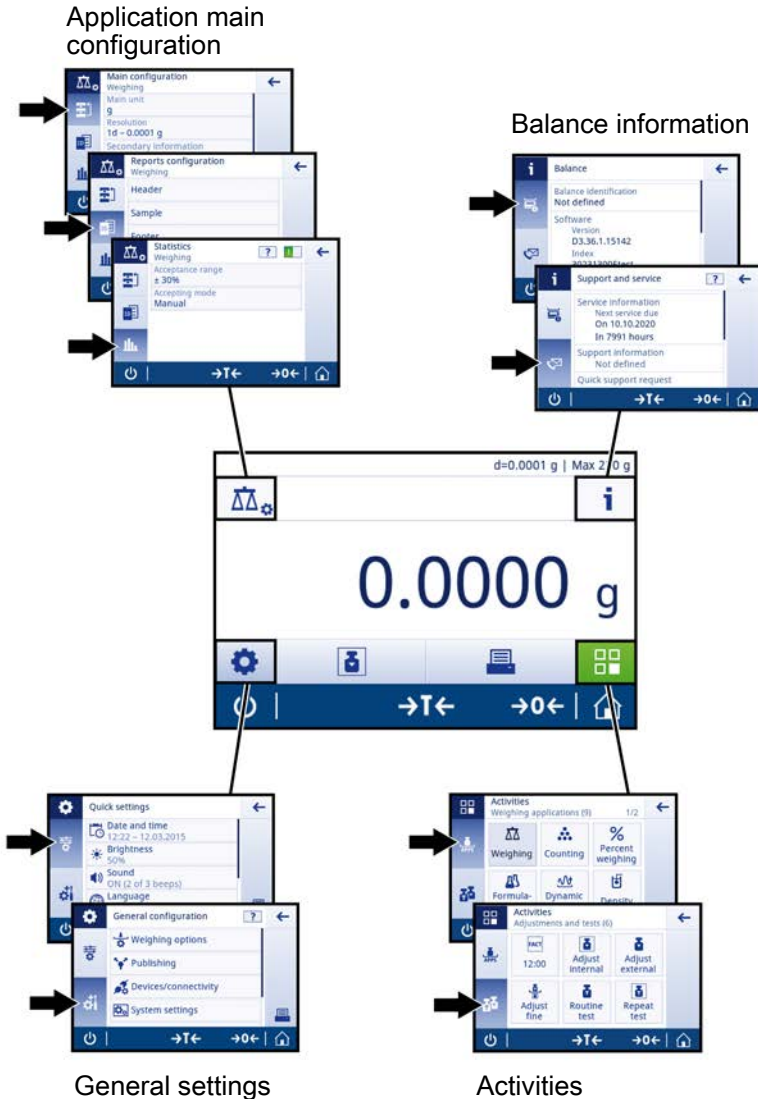 Application main
configuration
Main configuration
Weighing
Main unit
g
Resolution
1d – 0.0001 g
Secondary information
Reports configuration
Weighing
Header
Sample
Footer
Statistics
Weighing
Acceptance range
± 30%
Accepting mode
Manual
→T← →0←
Balance information
Balance
Balance identification
Not defined
Software
Version
D3.36.1.15142
Index
Support and service
Service information
Next service due
On 10.10.2020
In 7991 hours
Support information
Not defined
Quick support request
→T← →0←
d=0.0001 g | Max 210 g
0.0000 g
→T← →0←
Quick settings
Date and time
12:22 – 12.03.2015
Brightness
50%
Sound
ON (2 of 3 beeps)
Language
General configuration ?
Weighing options
Publishing
Devices/connectivity
System settings
→T← →0←
General settings
Activities
Weighing applications (9) 1/2
Weighing Counting % Percent
weighing
Formula- Dynamic Density
Activities
Adjustments and tests (6)
FACT
12:00 Adjust
internal Adjust
external
Adjust
fine Routine
test Repeat
test
→T← →0←
Activities